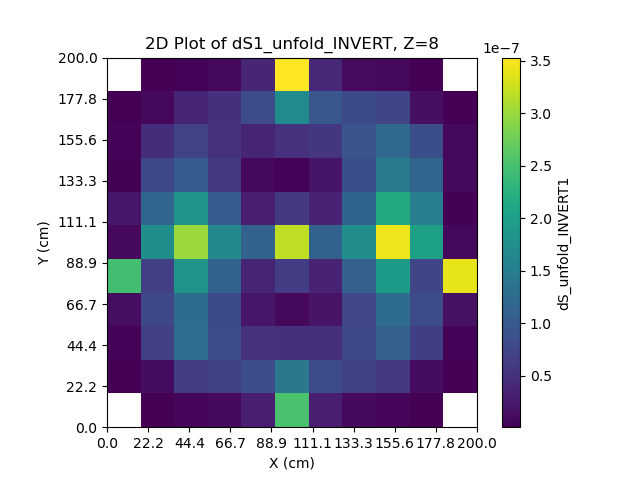 2D Plot of dS1_unfold_INVERT, Z=8
1e−7
200.0
177.8
155.6
133.3
111.1
88.9
66.7
44.4
22.2
0.0
Y (cm)
0.0 22.2 44.4 66.7 88.9 111.1 133.3 155.6 177.8 200.0
X (cm)
3.5
3.0
2.5
2.0
1.5
1.0
0.5
dS_unfold_INVERT1